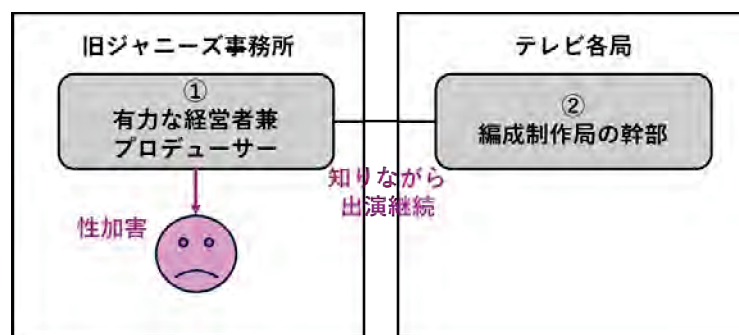 旧ジャニーズ事務所
テレビ各局
①
有力な経営者兼
プロデューサー
②
編成制作局の幹部
知りながら
出演継続
性加害